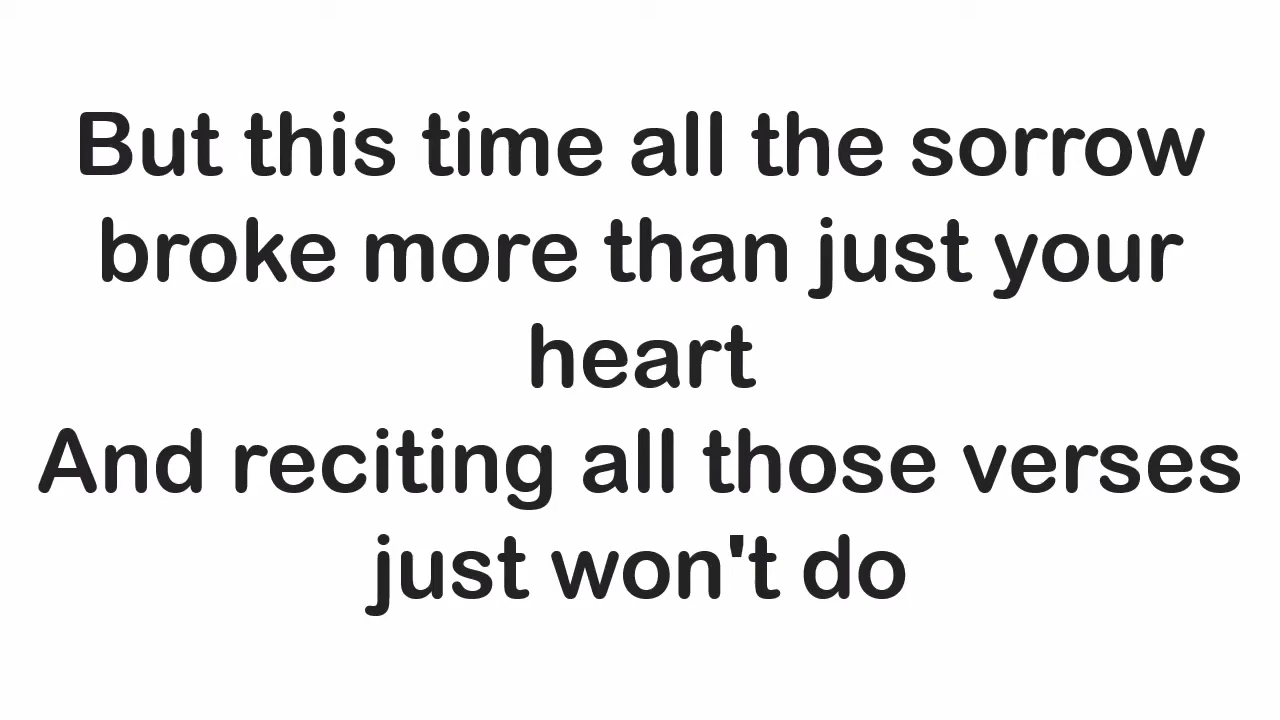 But this time all the sorrow
broke more than just your
heart
And reciting all those verses
just won't do